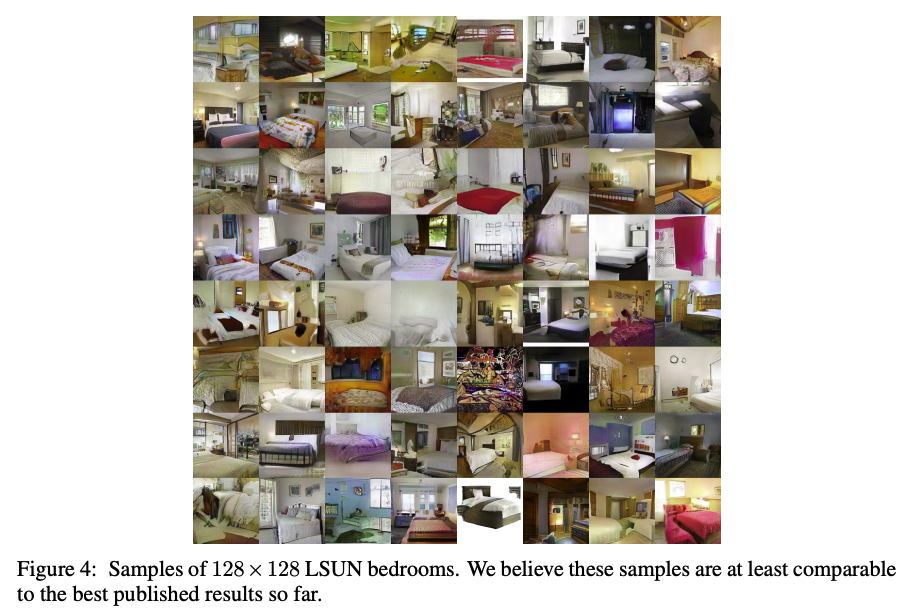 Figure 4: Samples of 128 × 128 LSUN bedrooms. We believe these samples are at least comparable
to the best published results so far.